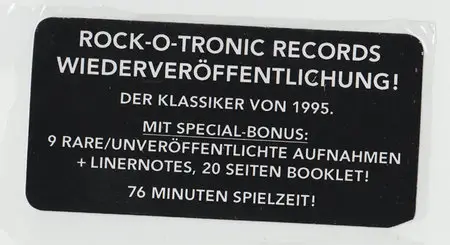 ROCK-O-TRONIC RECORDS
WIEDERVERÖFFENTLICHUNG!
DER KLASSIKER VON 1995.
MIT SPECIAL-BONUS:
9 RARE/UNVERÖFFENTLICHTE AUFNAHMEN
+ LINERNOTES, 20 SEITEN BOOKLET!
76 MINUTEN SPIELZEIT!